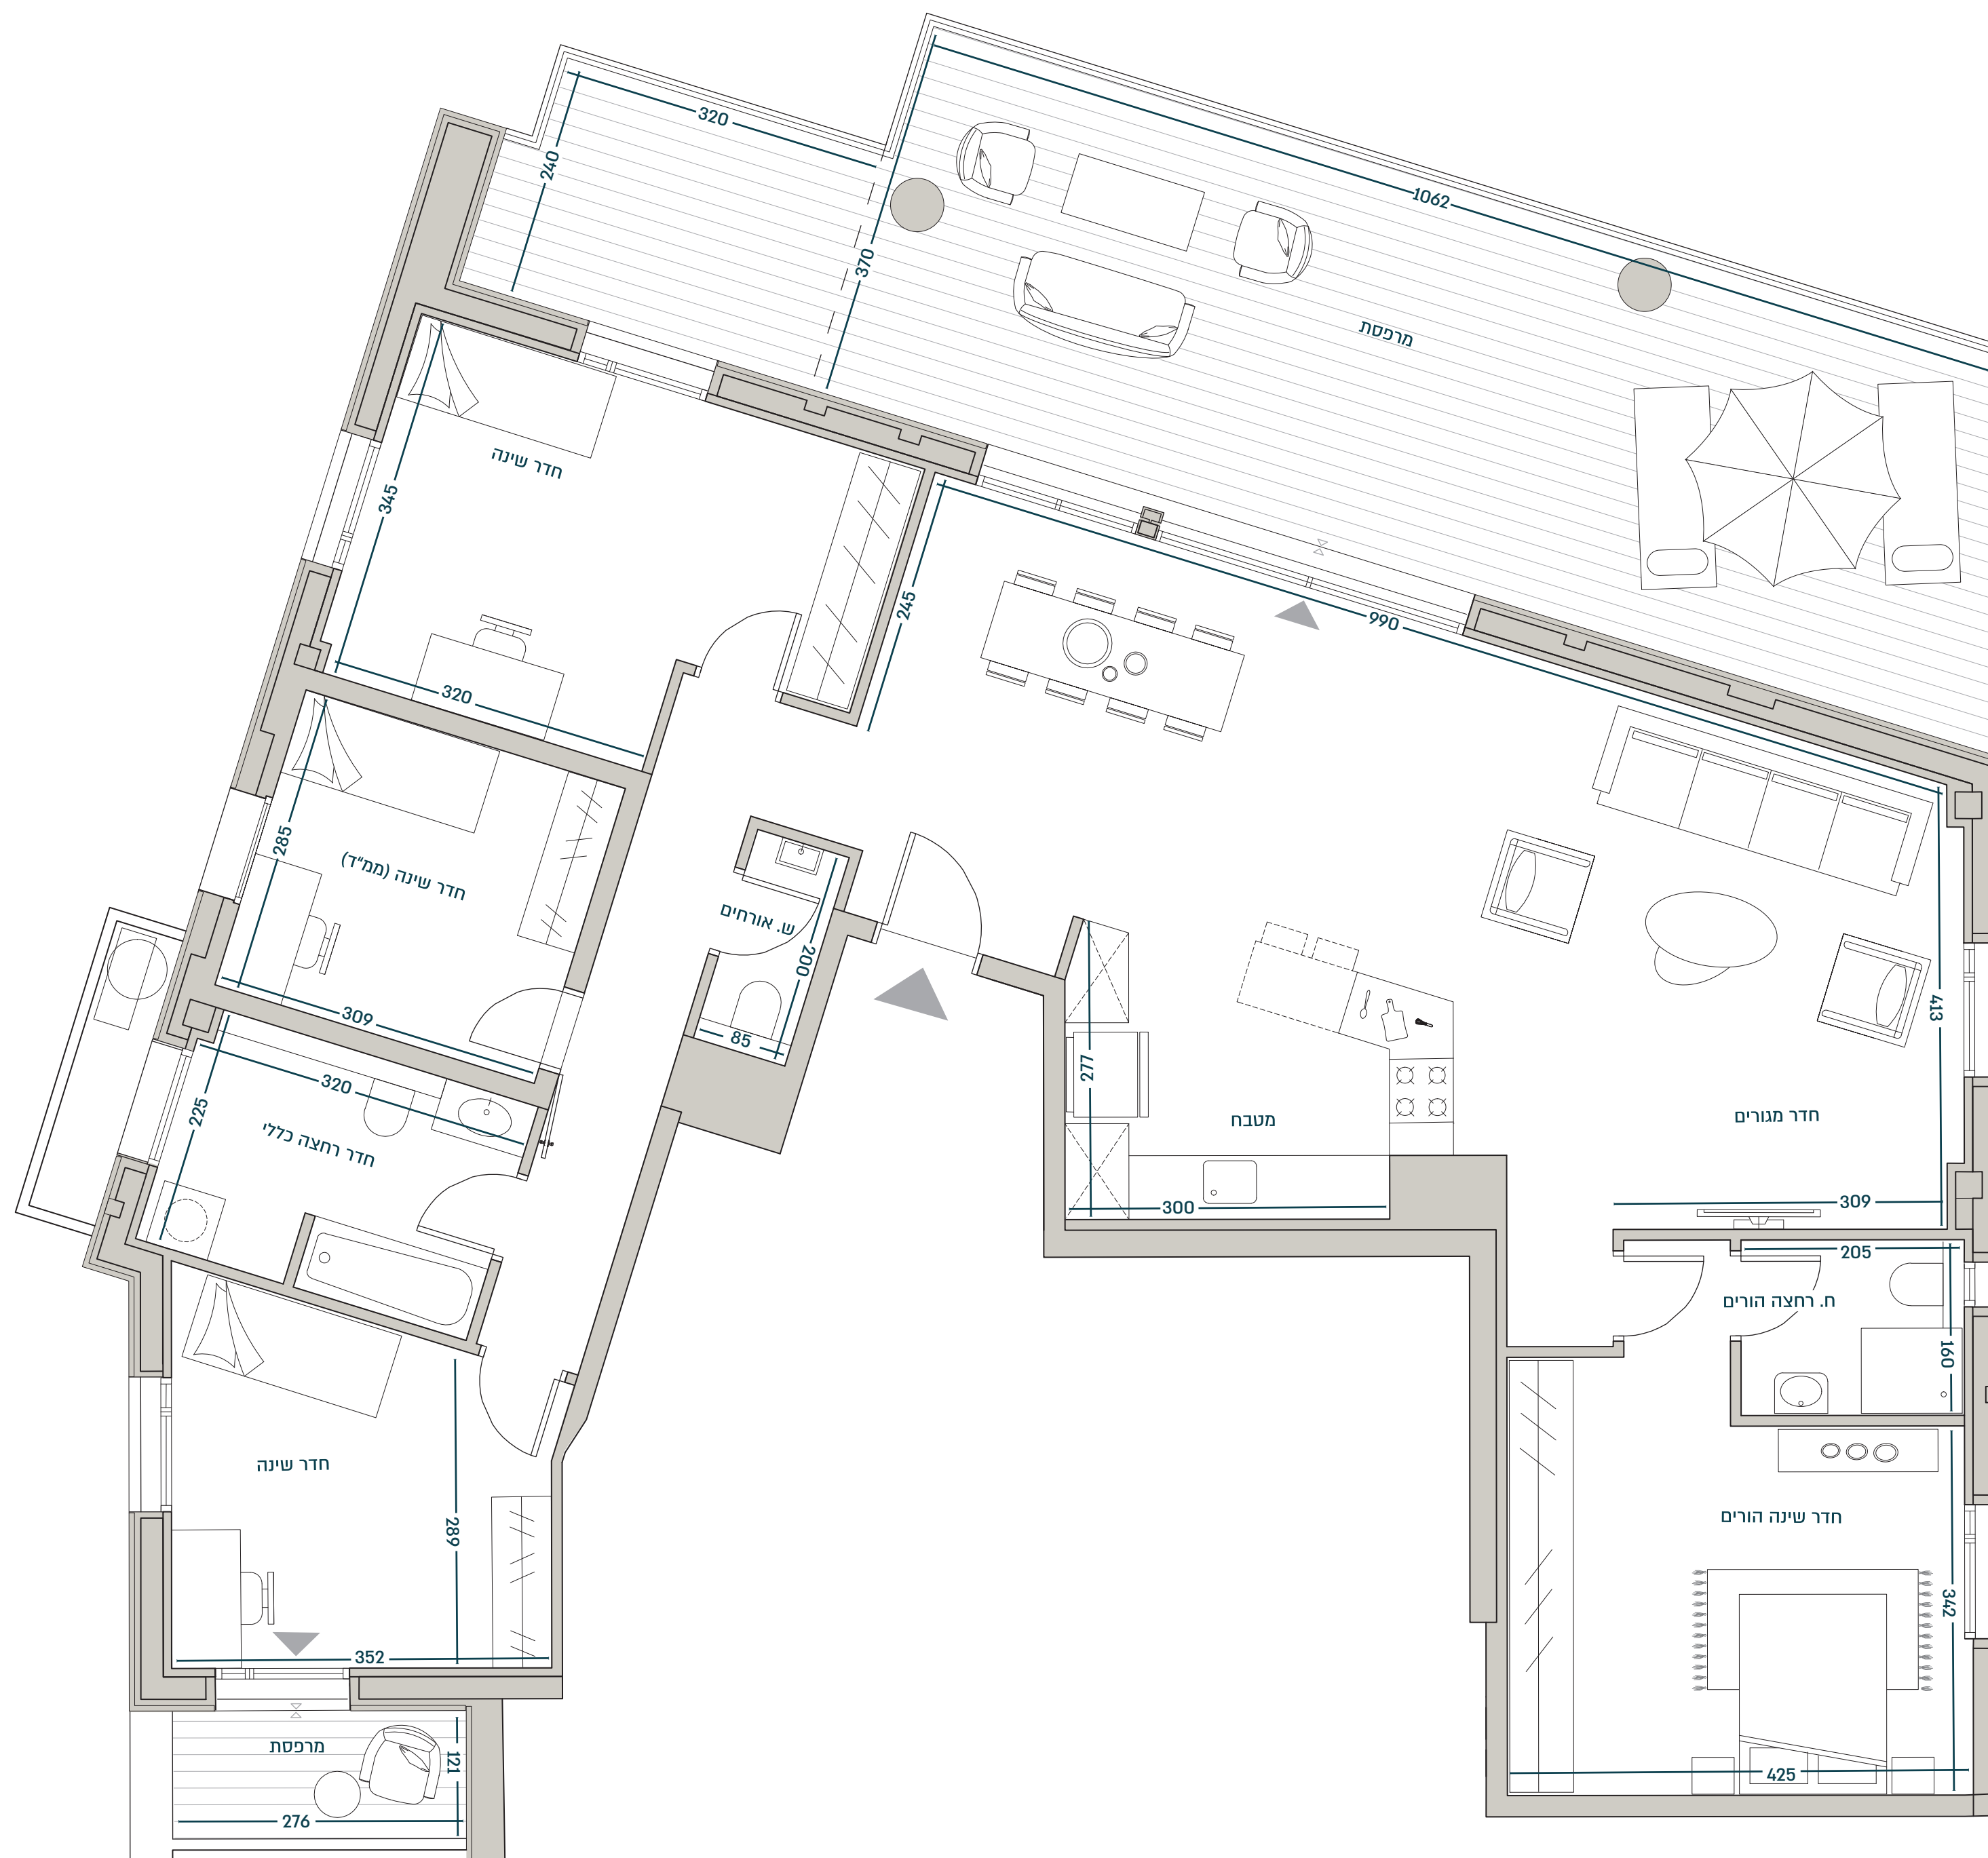 320
240
1062
370
מרפסת
חדר שינה
345
320
245
990
285
חדר שינה (ממ"ד)
309
ש. אורחים
200
85
320
225
חדר רחצה כללי
277
מטבח
300
413
חדר מגורים
309
205
ח. רחצה הורים
160
חדר שינה
289
352
חדר שינה הורים
342
425
מרפסת
121
276